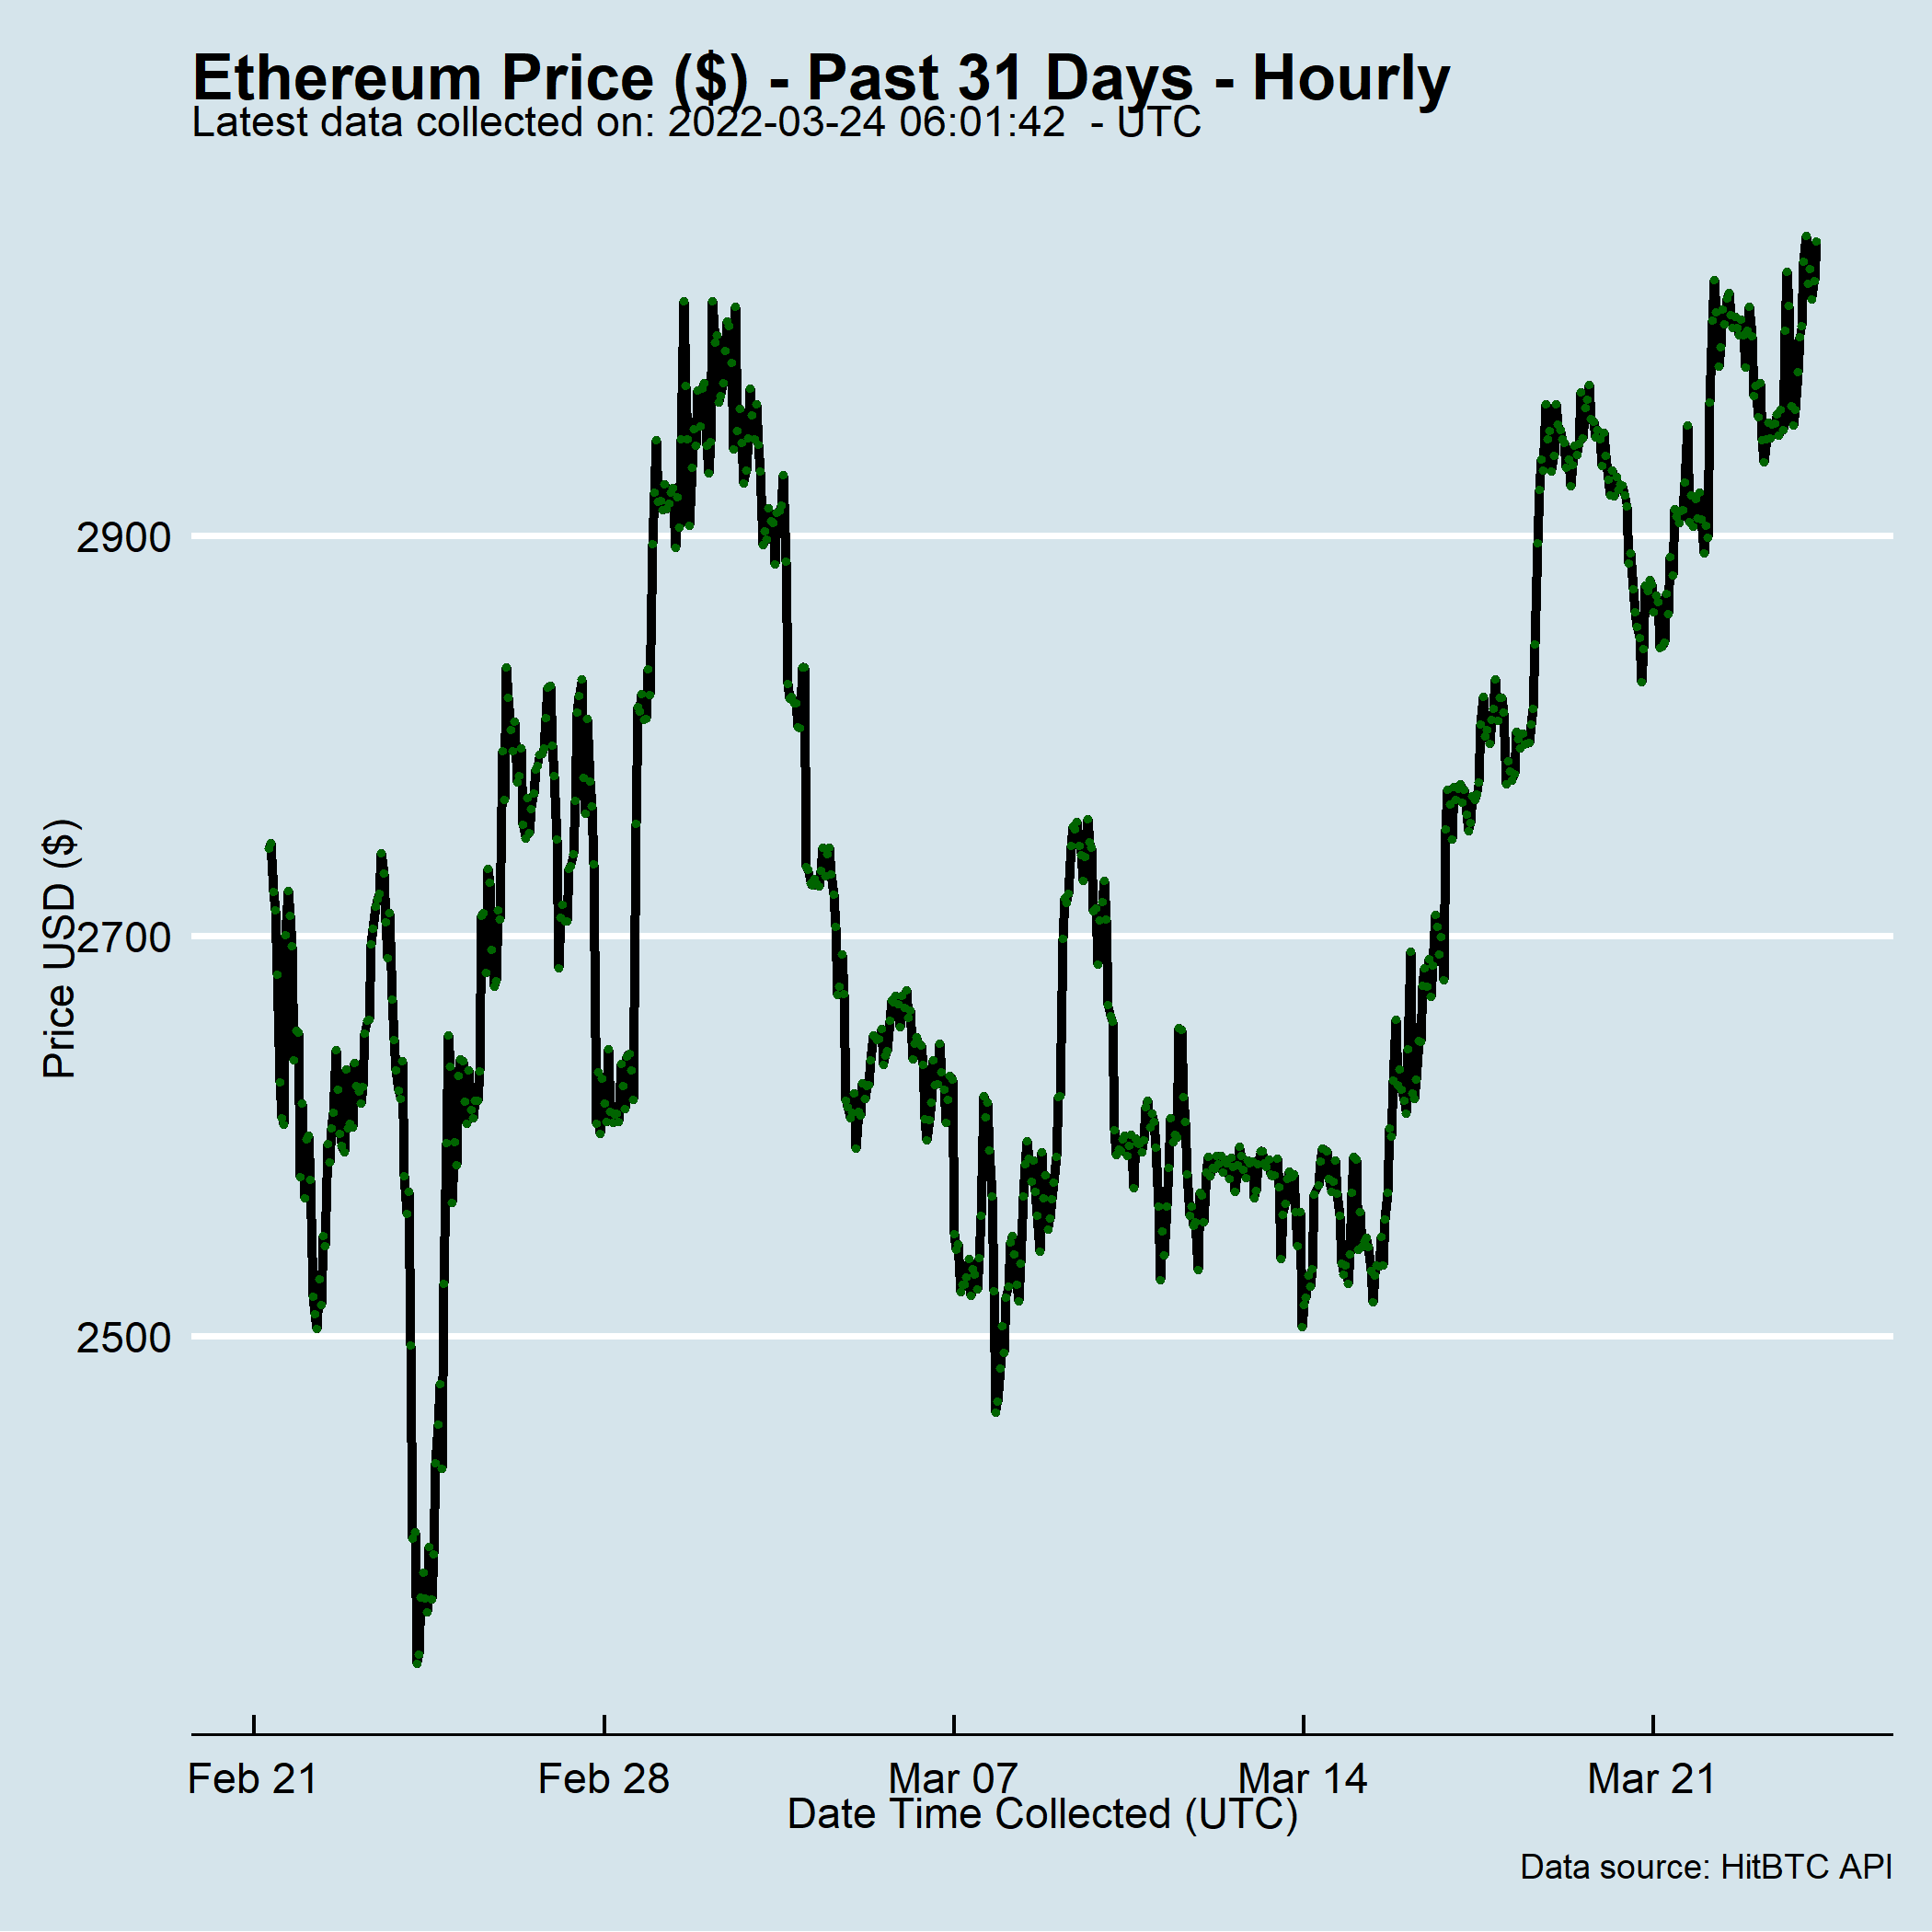 Ethereum Price ($) - Past 31 Days - Hourly
Latest data collected on: 2022-03-24 06:01:42  - UTC
Price USD ($)
2900
2700
2500
Feb 21
Feb 28
Mar 07
Mar 14
Mar 21
Date Time Collected (UTC)
Data source: HitBTC API